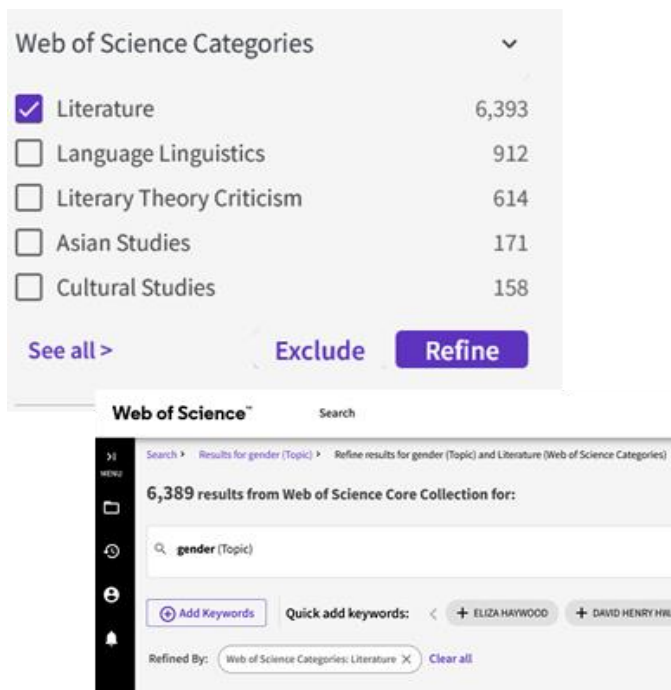 Web of Science Categories
Literature 6,393
Language Linguistics 912
Literary Theory Criticism 614
Asian Studies 171
Cultural Studies 158
See all > Exclude Refine
Web of Science™ Search
MENU
Search > Results for gender (Topic) > Refine results for gender (Topic) and Literature (Web of Science Categories)
6,389 results from Web of Science Core Collection for:
gender (Topic)
Add Keywords Quick add keywords: < + ELIZA HAYWOOD + DAVID HENRY
Refined By: Web of Science Categories: Literature X Clear all